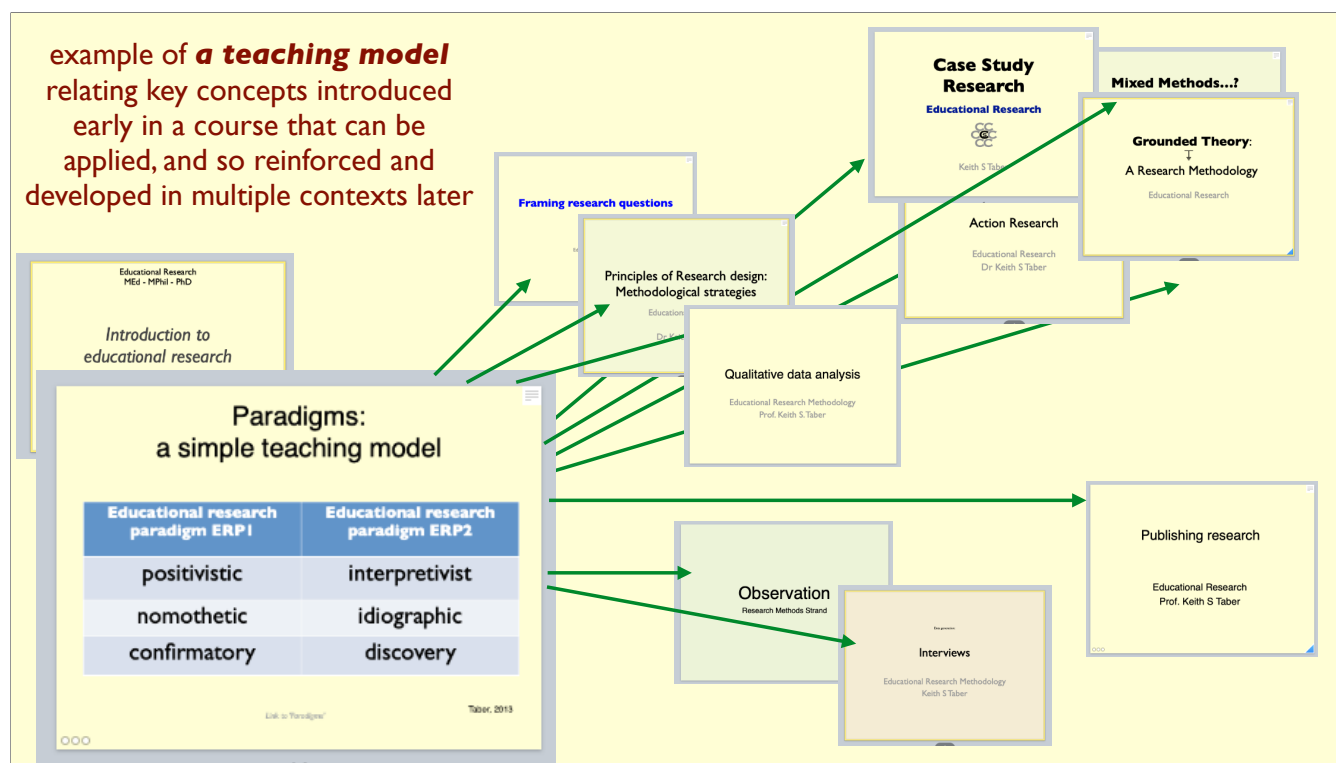 example of a teaching model
relating key concepts introduced
early in a course that can be
applied, and so reinforced and
developed in multiple contexts later
Educational Research
MEd - MPhil - PhD
Introduction to
educational research
Paradigms:
a simple teaching model
Educational research paradigm ERP1
Educational research paradigm ERP2
positivistic
interpretivist
nomothetic
idiographic
confirmatory
discovery
Link to 'Paradigms'
Taber, 2013
Framing research questions
Principles of Research design:
Methodological strategies
Education
Dr Kei
Qualitative data analysis
Educational Research Methodology
Prof. Keith S. Taber
Case Study
Research
Educational Research
Keith S Taber
Mixed Methods...?
Grounded Theory:
A Research Methodology
Educational Research
Action Research
Educational Research
Dr Keith S Taber
Observation
Research Methods Strand
Interviews
Educational Research Methodology
Keith S Taber
Publishing research
Educational Research
Prof. Keith S Taber